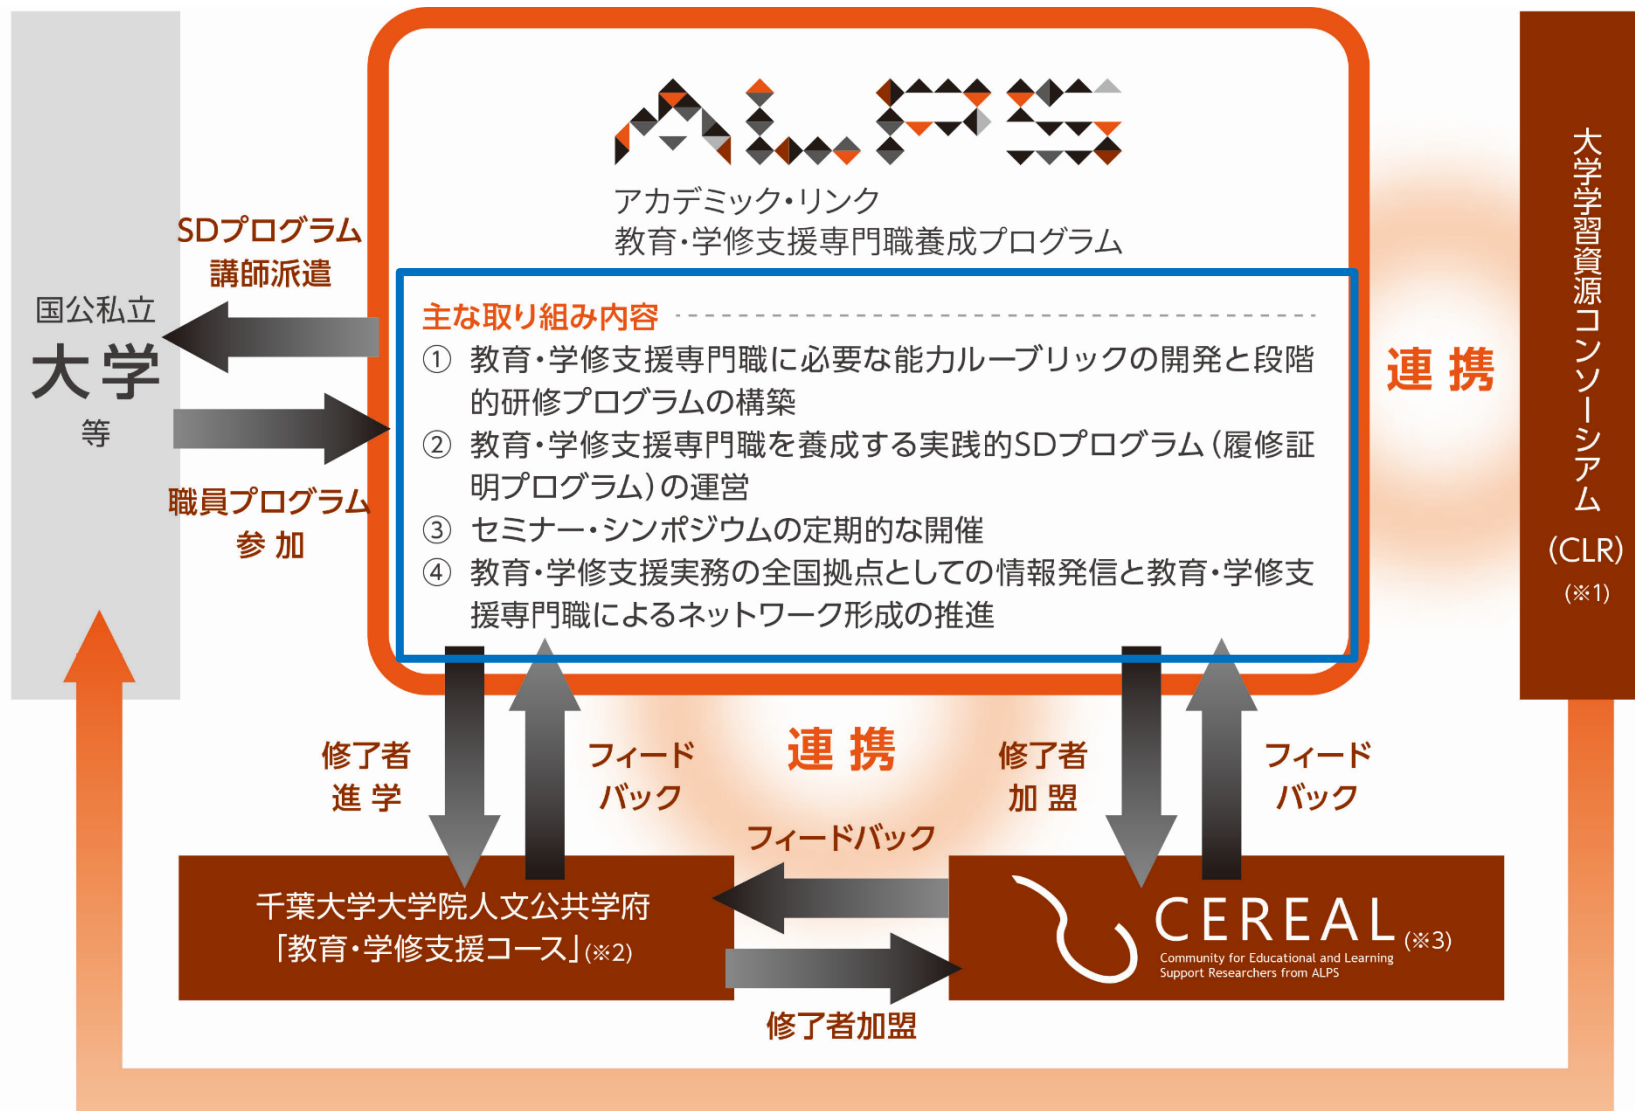 ALPS
アカデミック・リンク
教育・学修支援専門職養成プログラム
SDプログラム
講師派遣
国公私立
大学
等
職員プログラム
参加
主な取り組み内容
① 教育・学修支援専門職に必要な能力ルーブリックの開発と段階
的研修プログラムの構築
② 教育・学修支援専門職を養成する実践的SDプログラム（履修証
明プログラム）の運営
③ セミナー・シンポジウムの定期的な開催
④ 教育・学修支援実務の全国拠点としての情報発信と教育・学修支
援専門職によるネットワーク形成の推進
連携
大学学習資源コンソーシアム
(CLR)
(※1)
修了者
進学
フィード
バック
連携
修了者
加盟
フィード
バック
フィードバック
千葉大学大学院人文公共学府
「教育・学修支援コース」(※2)
CEREAL (※3)
Community for Educational and Learning
Support Researchers from ALPS
修了者加盟